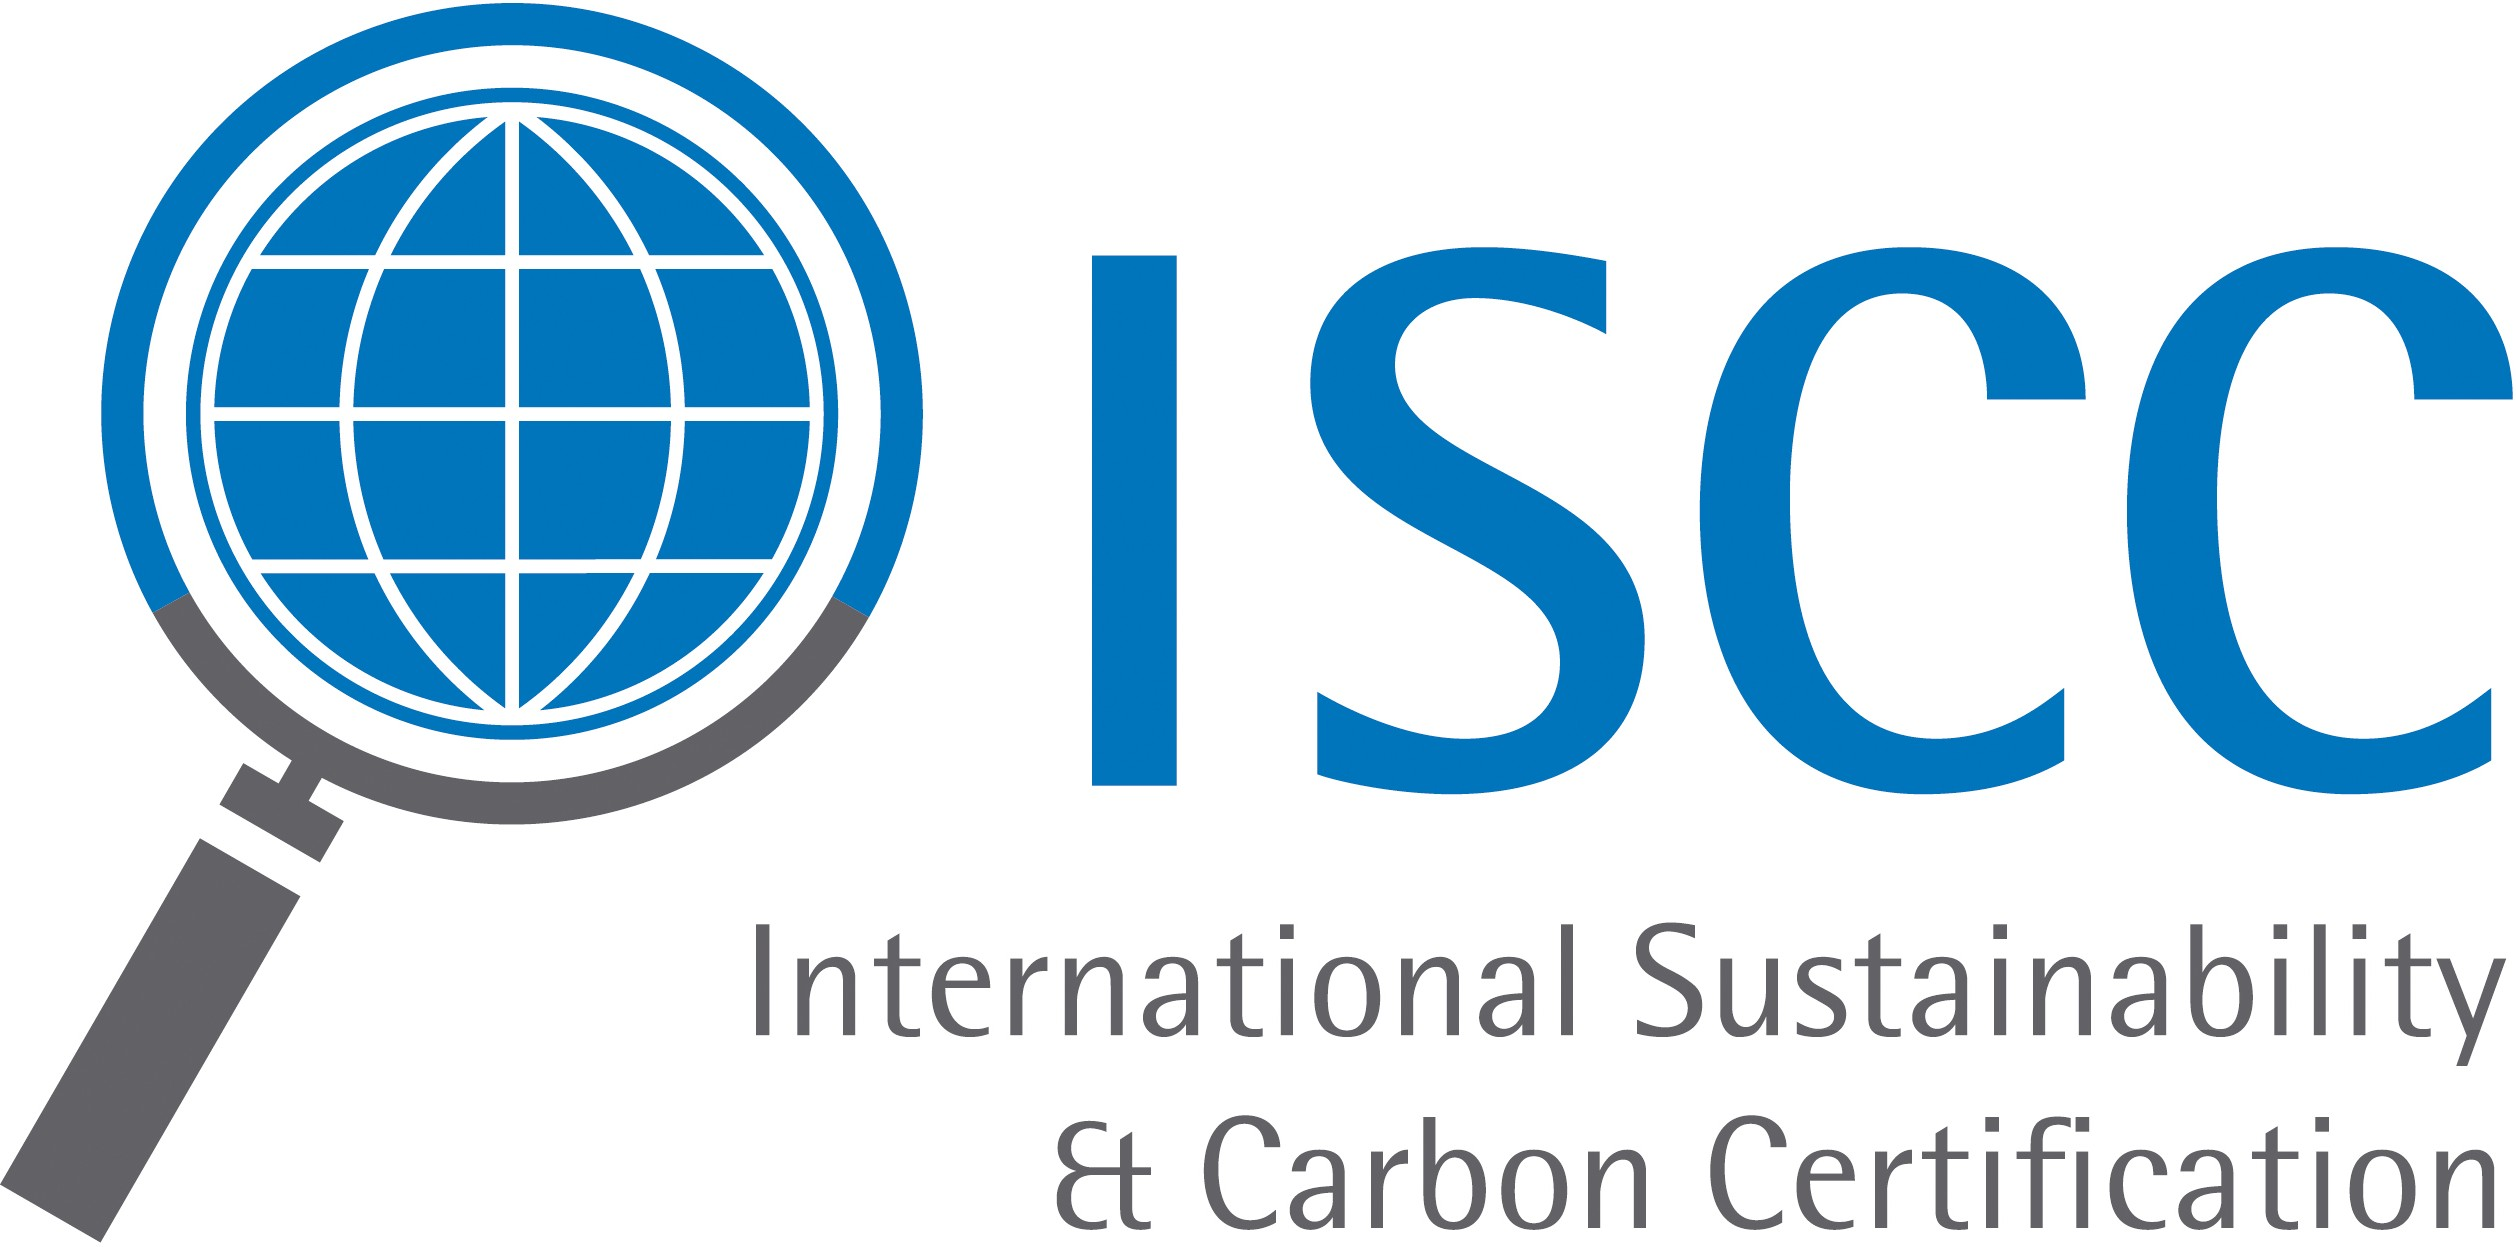 ISCC
International Sustainability
& Carbon Certification